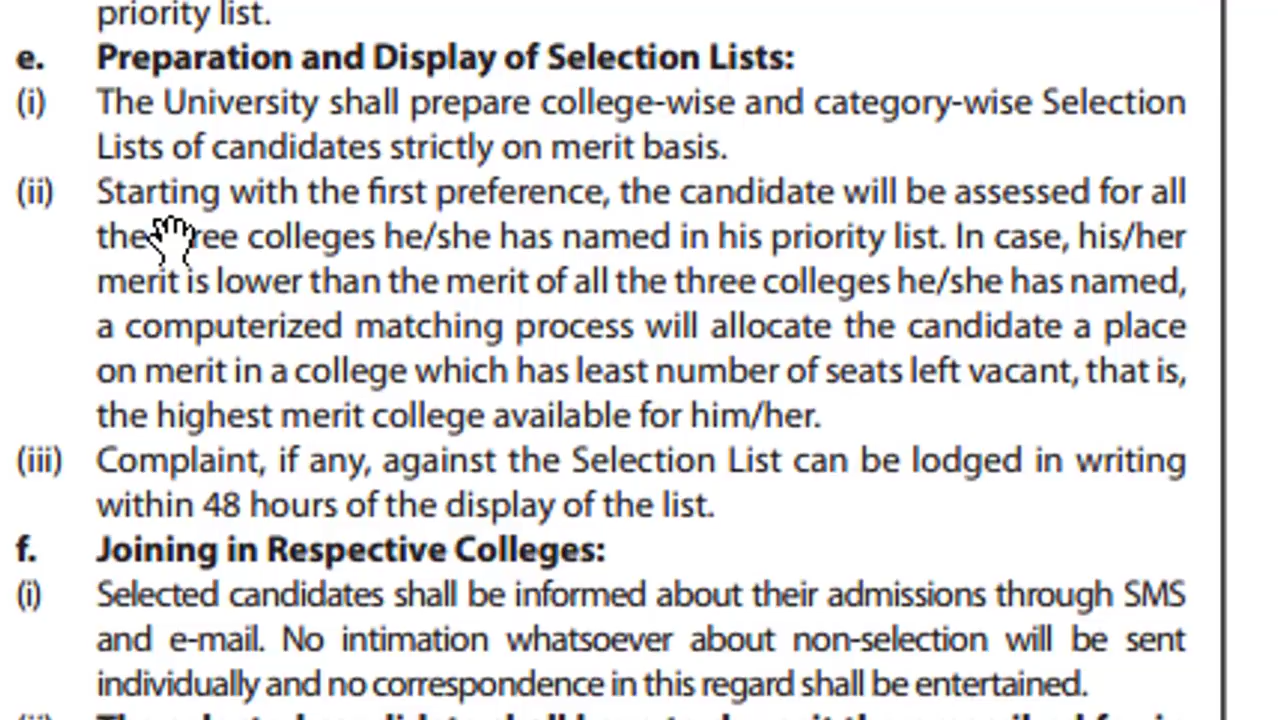 priority list.
e. Preparation and Display of Selection Lists:
(i) The University shall prepare college-wise and category-wise Selection
Lists of candidates strictly on merit basis.
(ii) Starting with the first preference, the candidate will be assessed for all
the three colleges he/she has named in his priority list. In case, his/her
merit is lower than the merit of all the three colleges he/she has named,
a computerized matching process will allocate the candidate a place
on merit in a college which has least number of seats left vacant, that is,
the highest merit college available for him/her.
(iii) Complaint, if any, against the Selection List can be lodged in writing
within 48 hours of the display of the list.
f. Joining in Respective Colleges:
(i) Selected candidates shall be informed about their admissions through SMS
and e-mail. No intimation whatsoever about non-selection will be sent
individually and no correspondence in this regard shall be entertained.